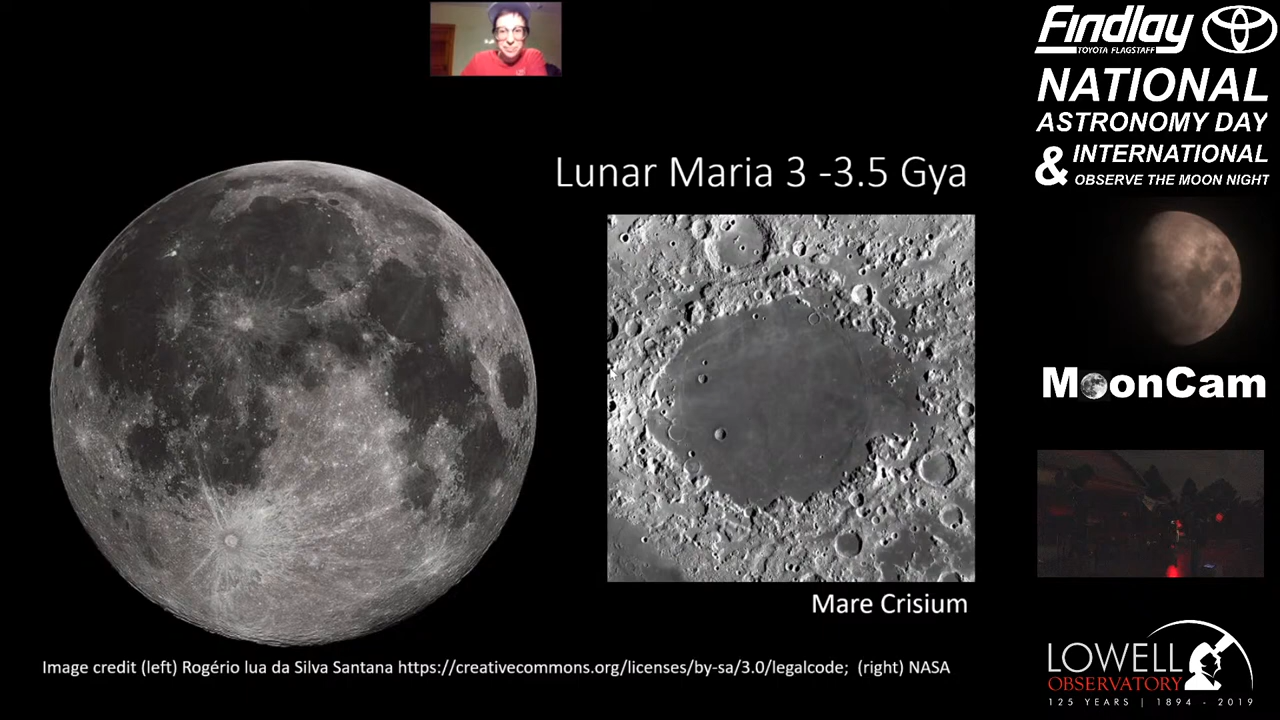 Lunar Maria 3 -3.5 Gya
Mare Crisium
Image credit (left) Rogério lua da Silva Santana https://creativecommons.org/licenses/by-sa/3.0/legalcode; (right) NASA
Findlay
TOYOTA FLAGSTAFF
NATIONAL
ASTRONOMY DAY
& INTERNATIONAL
OBSERVE THE MOON NIGHT
MoonCam
LOWELL
OBSERVATORY
125 YEARS | 1894 - 2019